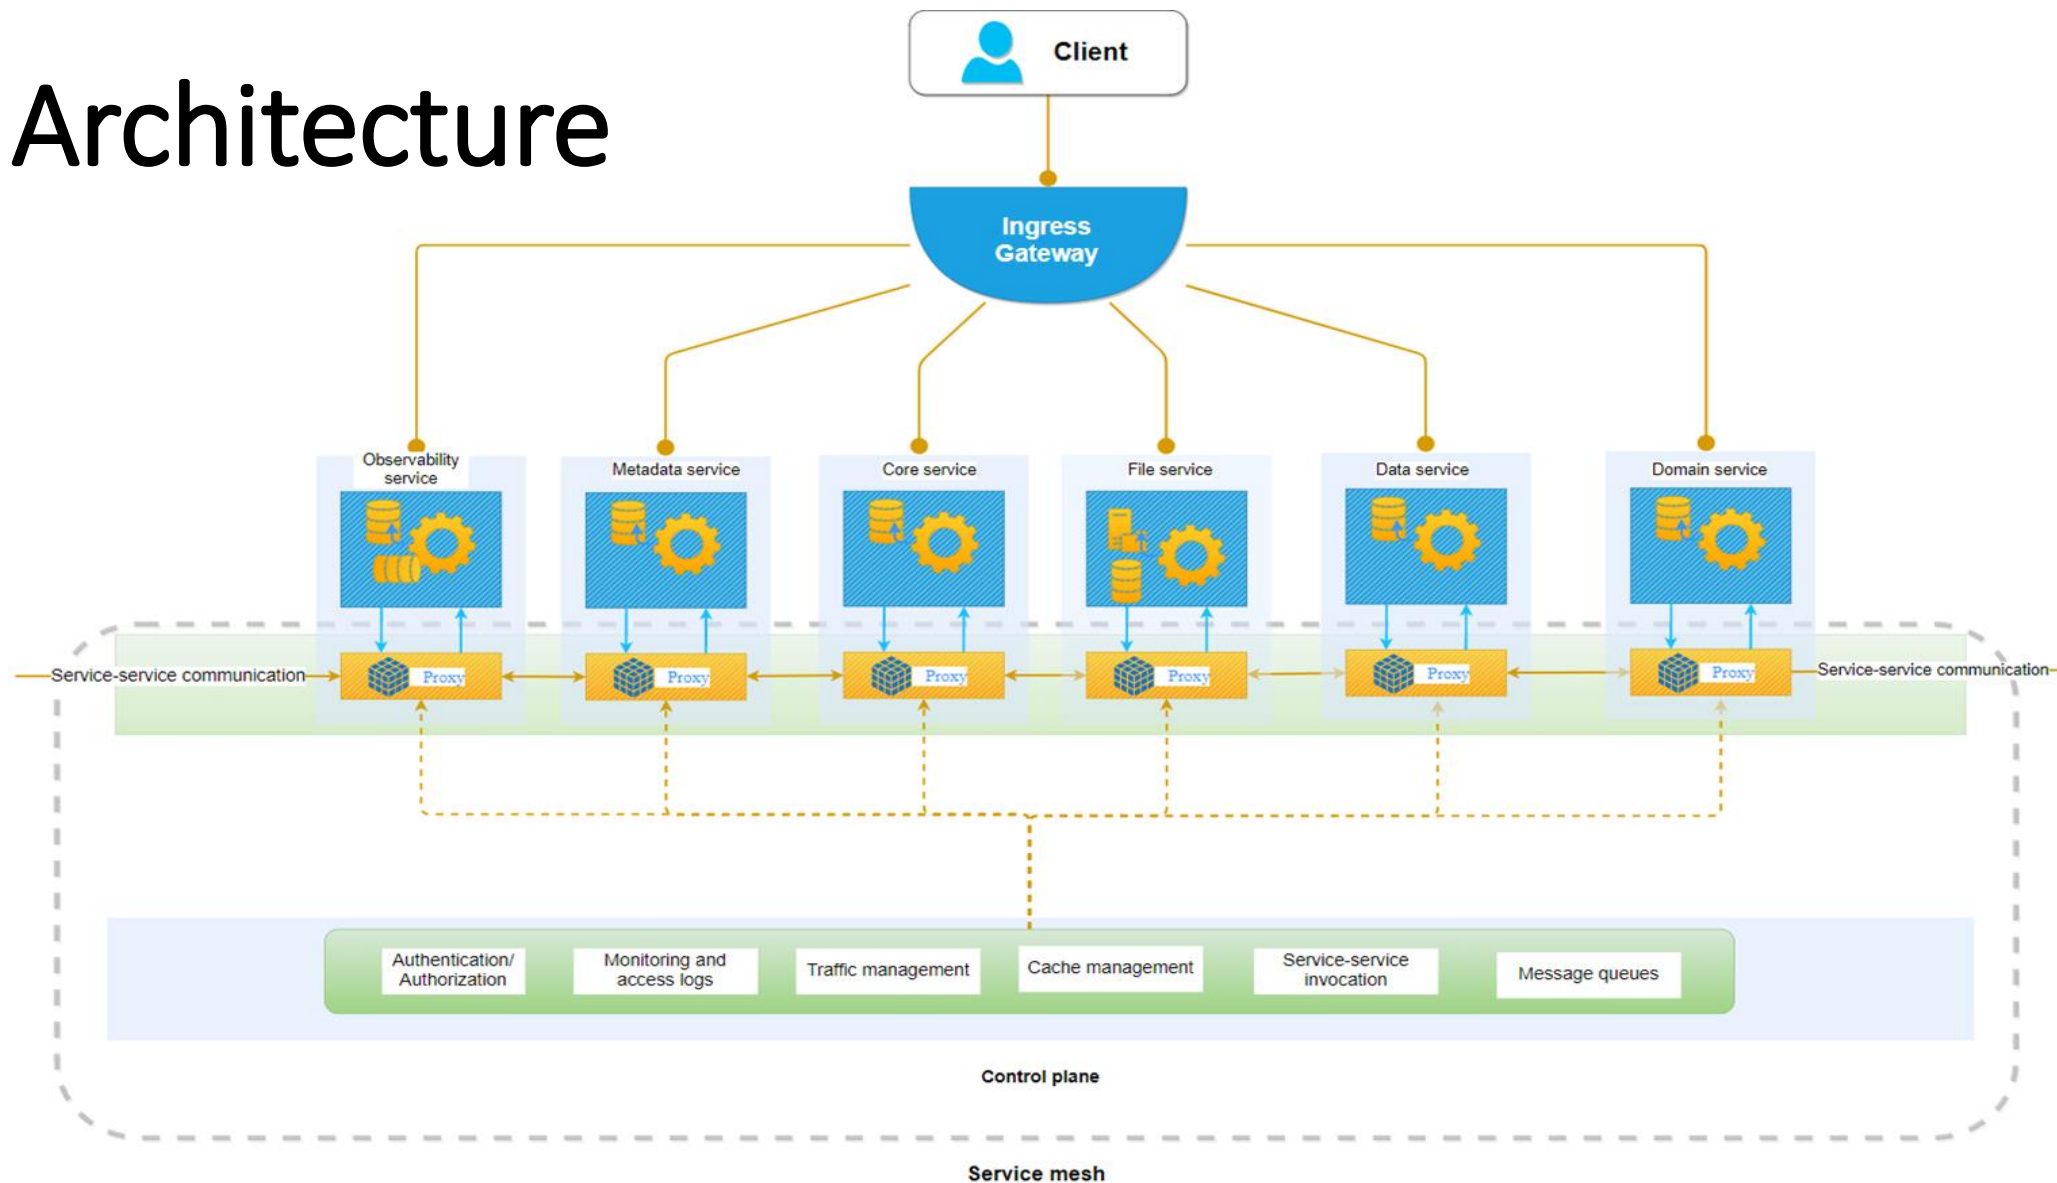 Architecture
Client
Ingress
Gateway
Observability
service
Metadata service
Core service
File service
Data service
Domain service
Service-service communication
Proxy
Proxy
Proxy
Proxy
Proxy
Proxy
Service-service communication
Authentication/
Authorization
Monitoring and
access logs
Traffic management
Cache management
Service-service
invocation
Message queues
Control plane
Service mesh